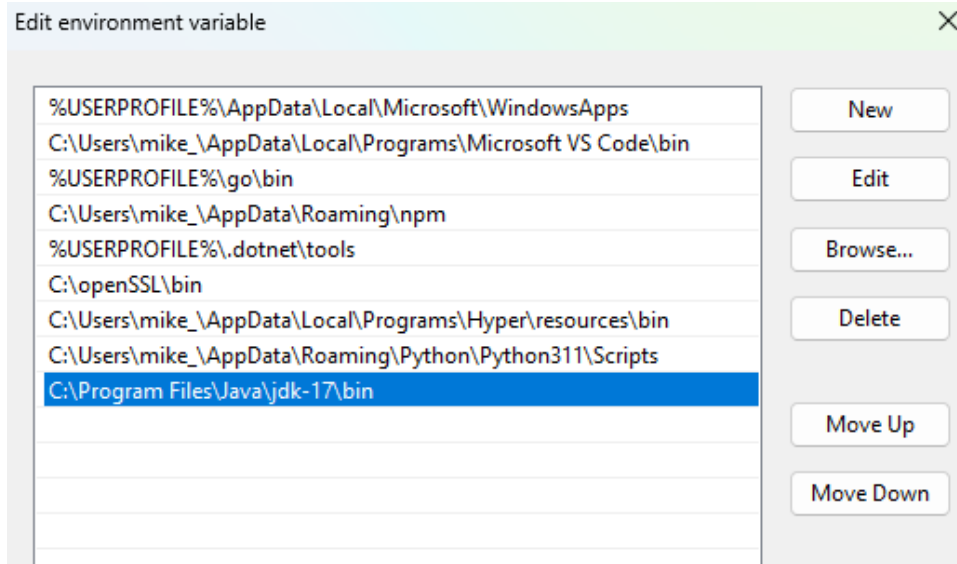 Edit environment variable
%USERPROFILE%\AppData\Local\Microsoft\WindowsApps
C:\Users\mike_\AppData\Local\Programs\Microsoft VS Code\bin
%USERPROFILE%\go\bin
C:\Users\mike_\AppData\Roaming\npm
%USERPROFILE%\.dotnet\tools
C:\openSSL\bin
C:\Users\mike_\AppData\Local\Programs\Hyper\resources\bin
C:\Users\mike_\AppData\Roaming\Python\Python311\Scripts
C:\Program Files\Java\jdk-17\bin
New
Edit
Browse...
Delete
Move Up
Move Down